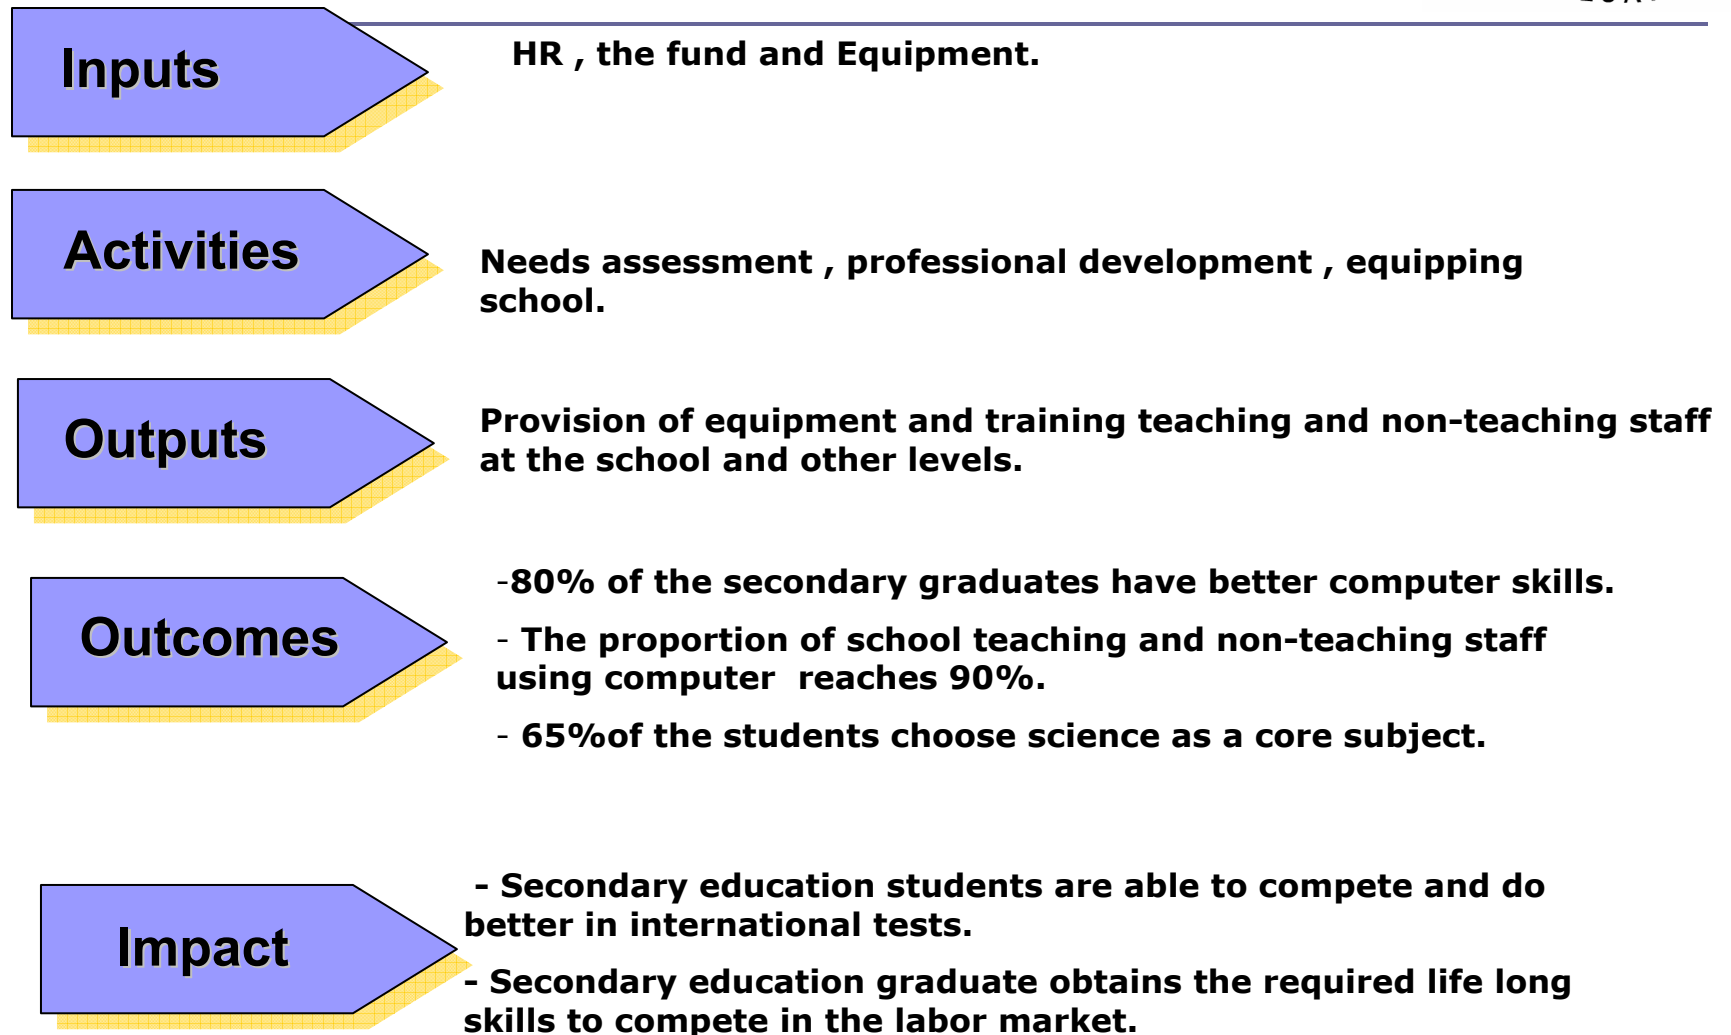 Inputs
HR , the fund and Equipment.
Activities
Needs assessment , professional development , equipping
school.
Outputs
Provision of equipment and training teaching and non-teaching staff
at the school and other levels.
Outcomes
-80% of the secondary graduates have better computer skills.
- The proportion of school teaching and non-teaching staff
using computer  reaches 90%.
- 65%of the students choose science as a core subject.
Impact
- Secondary education students are able to compete and do
better in international tests.
- Secondary education graduate obtains the required life long
skills to compete in the labor market.